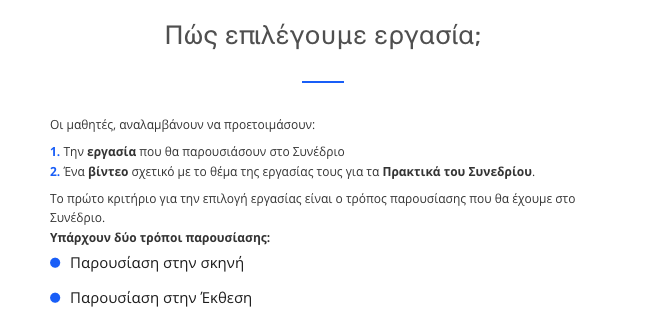 Πώς επιλέγουμε εργασία;
Οι μαθητές, αναλαμβάνουν να προετοιμάσουν:
1. Την εργασία που θα παρουσιάσουν στο Συνέδριο
2. Ένα βίντεο σχετικό με το θέμα της εργασίας τους για τα Πρακτικά του Συνεδρίου.
Το πρώτο κριτήριο για την επιλογή εργασίας είναι ο τρόπος παρουσίασης που θα έχουμε στο
Συνέδριο.
Υπάρχουν δύο τρόποι παρουσίασης:
Παρουσίαση στην σκηνή
Παρουσίαση στην Έκθεση